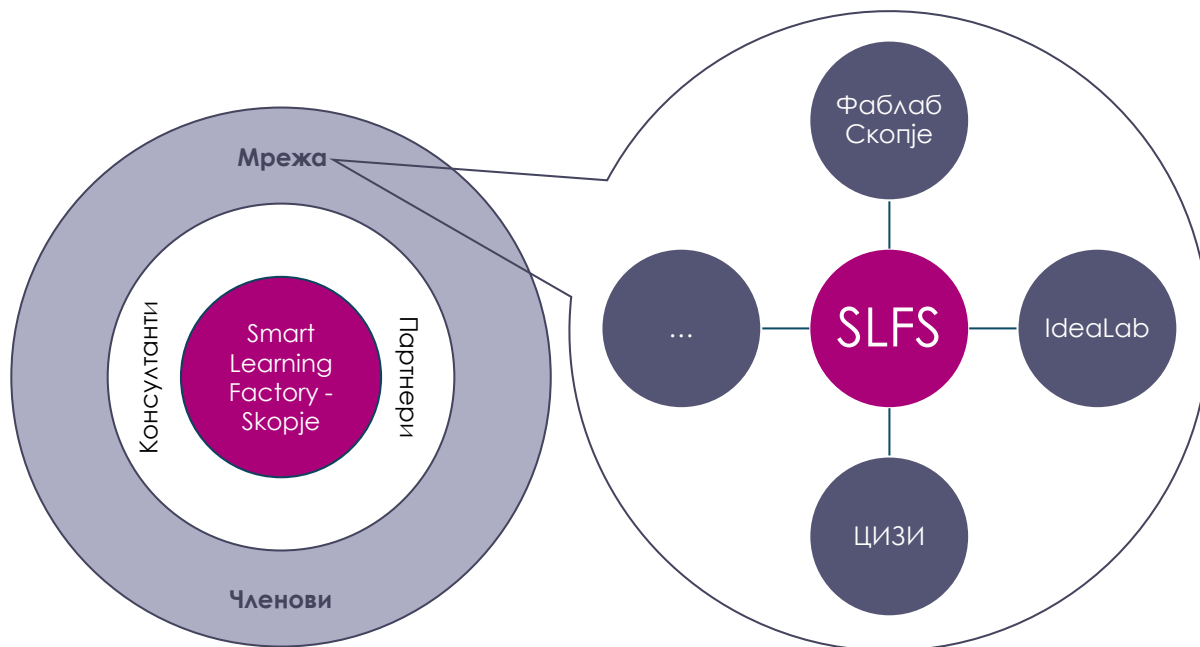 Мрежа
Консултанти
Smart
Learning
Factory -
Skopje
Партнери
Членови
Фаблаб
Скопје
...
SLFS
IdeaLab
ЦИЗИ